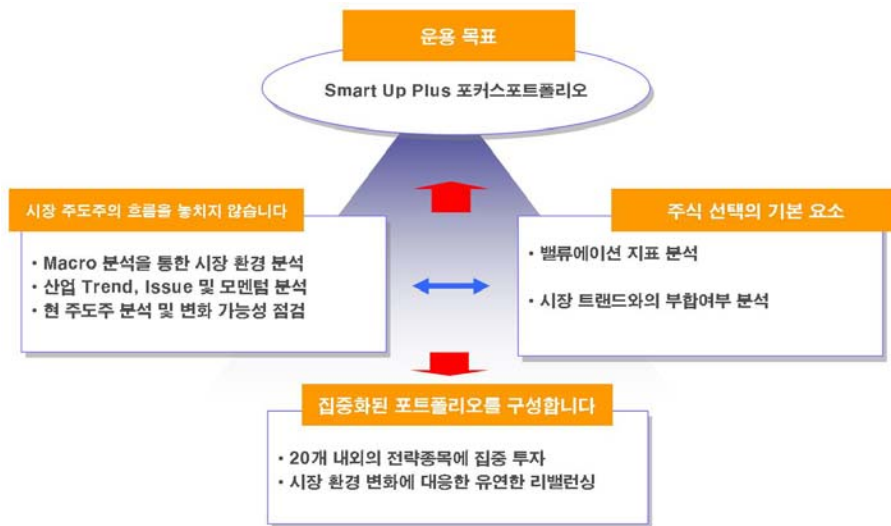 운용 목표
Smart Up Plus 포커스포트폴리오
시장 주도주의 흐름을 놓치지 않습니다
• Macro 분석을 통한 시장 환경 분석
• 산업 Trend, Issue 및 모멘텀 분석
• 현 주도주 분석 및 변화 가능성 점검
주식 선택의 기본 요소
• 밸류에이션 지표 분석
• 시장 트랜드와의 부합여부 분석
집중화된 포트폴리오를 구성합니다
• 20개 내외의 전략종목에 집중 투자
• 시장 환경 변화에 대응한 유연한 리밸런싱